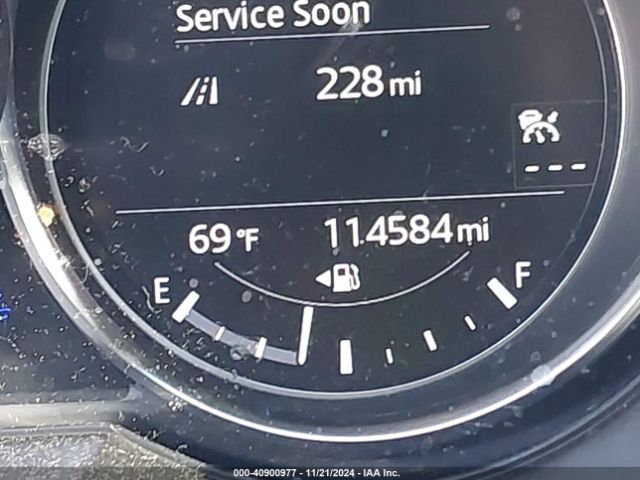 Service Soon
228 mi
---
69°F 114584 mi
E F
000-40900977 - 11/21/2024 - IAA Inc.